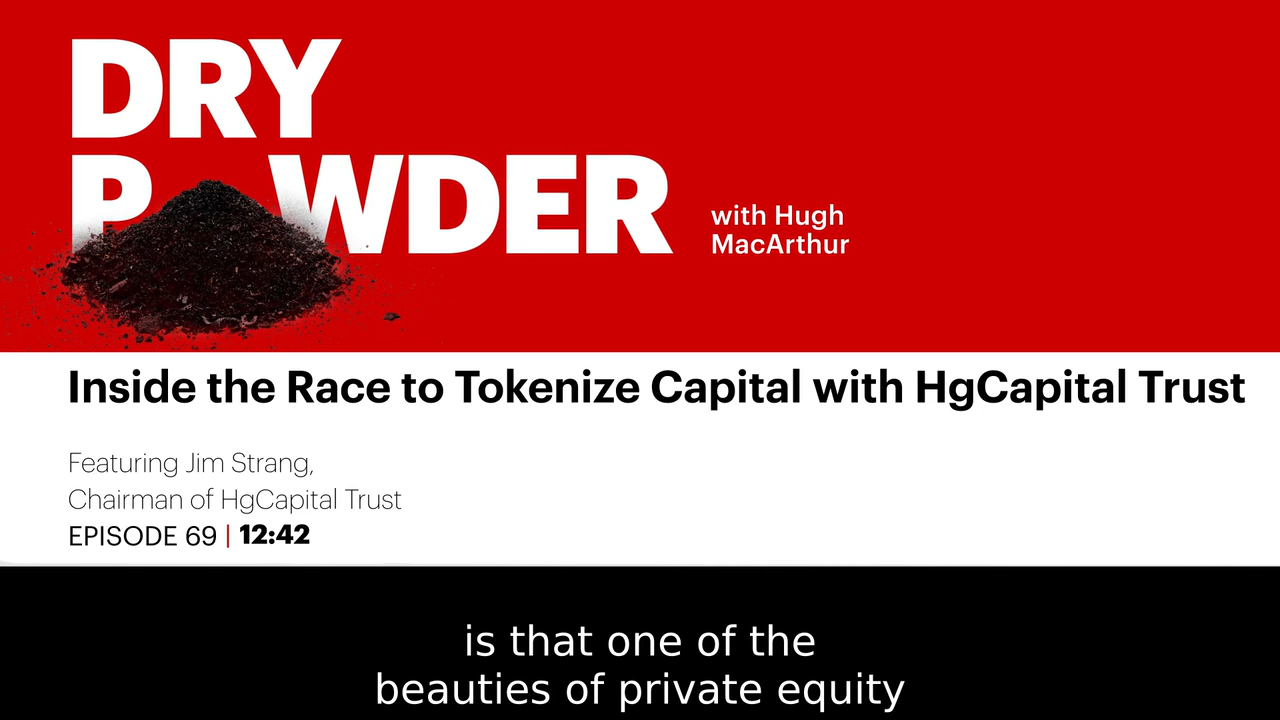 DRY
POWDER
with Hugh
MacArthur
Inside the Race to Tokenize Capital with HgCapital Trust
Featuring Jim Strang,
Chairman of HgCapital Trust
EPISODE 69 | 12:42
is that one of the
beauties of private equity